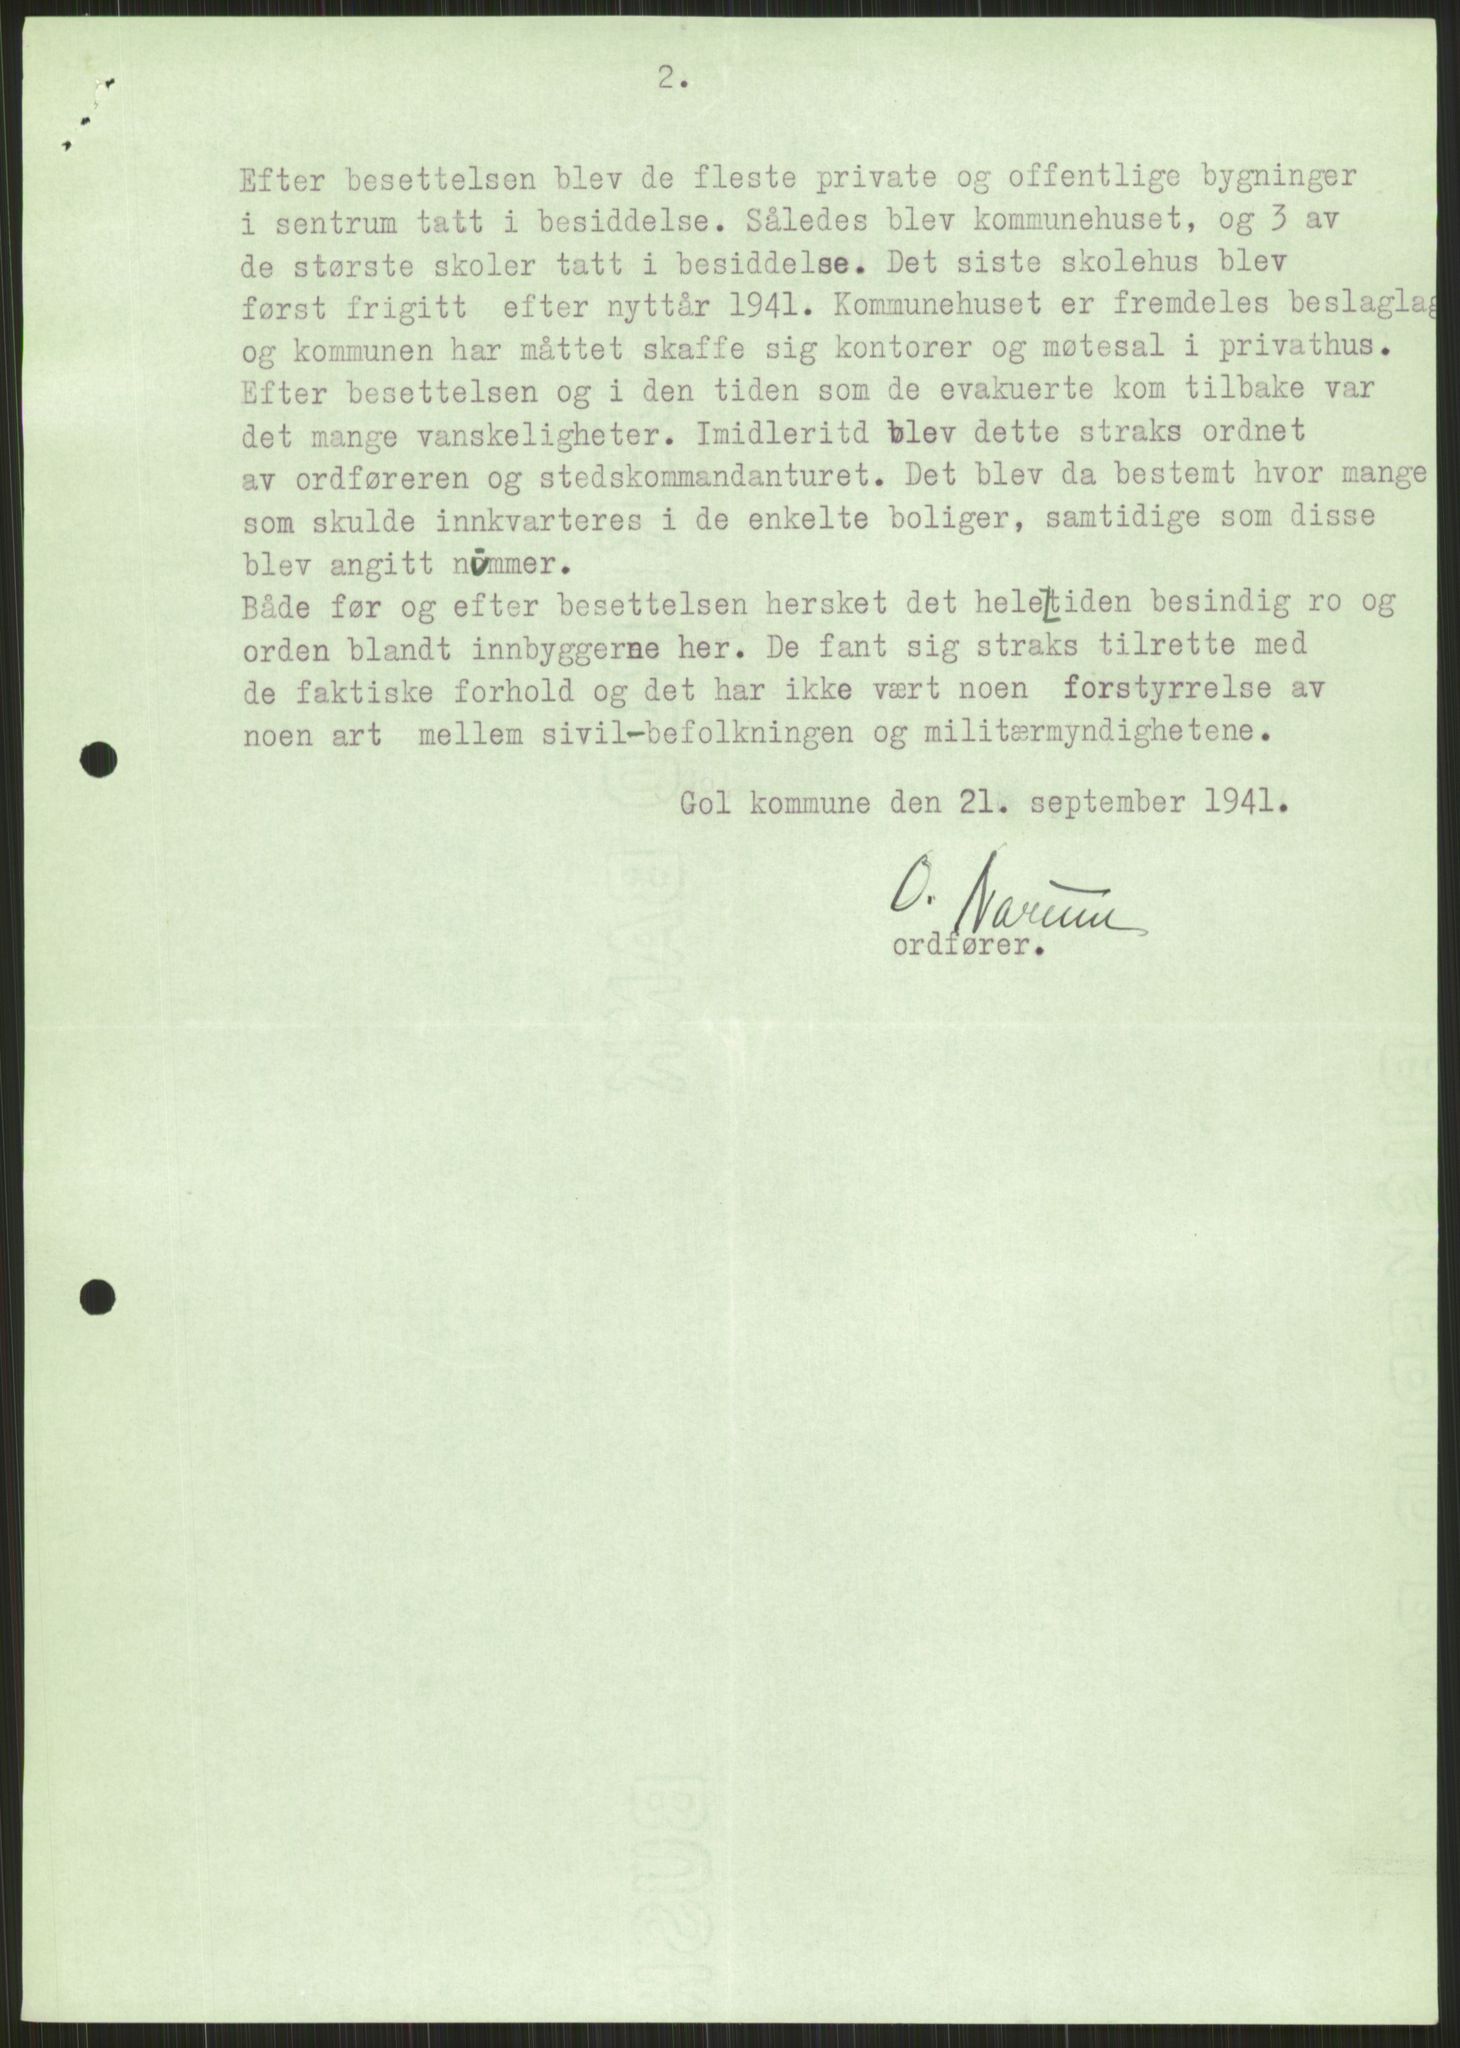 2.
Efter besettelsen blev de fleste private og offentlige bygninger
i sentrum tatt i besiddelse. Således blev kommunehuset, og 3 av
de største skoler tatt i besiddelse. Det siste skolehus blev
først frigitt efter nyttår 1941. Kommunehuset er fremdeles beslaglag
og kommunen har måttet skaffe sig kontorer og møtesal i privathus.
Efter besettelsen og i den tiden som de evakuerte kom tilbake var
det mange vanskeligheter. Imidleritd blev dette straks ordnet
av ordføreren og stedskommandanturet. Det blev da bestemt hvor mange
som skulde innkvarteres i de enkelte boliger, samtidige som disse
blev angitt nummer.
Både før og efter besettelsen hersket det hele tiden besindig ro og
orden blandt innbyggerne her. De fant sig straks tilrette med
de faktiske forhold og det har ikke vært noen forstyrrelse av
noen art mellem sivil-befolkningen og militærmyndighetene.
Gol kommune den 21. september 1941.
O. Narum
ordfører.